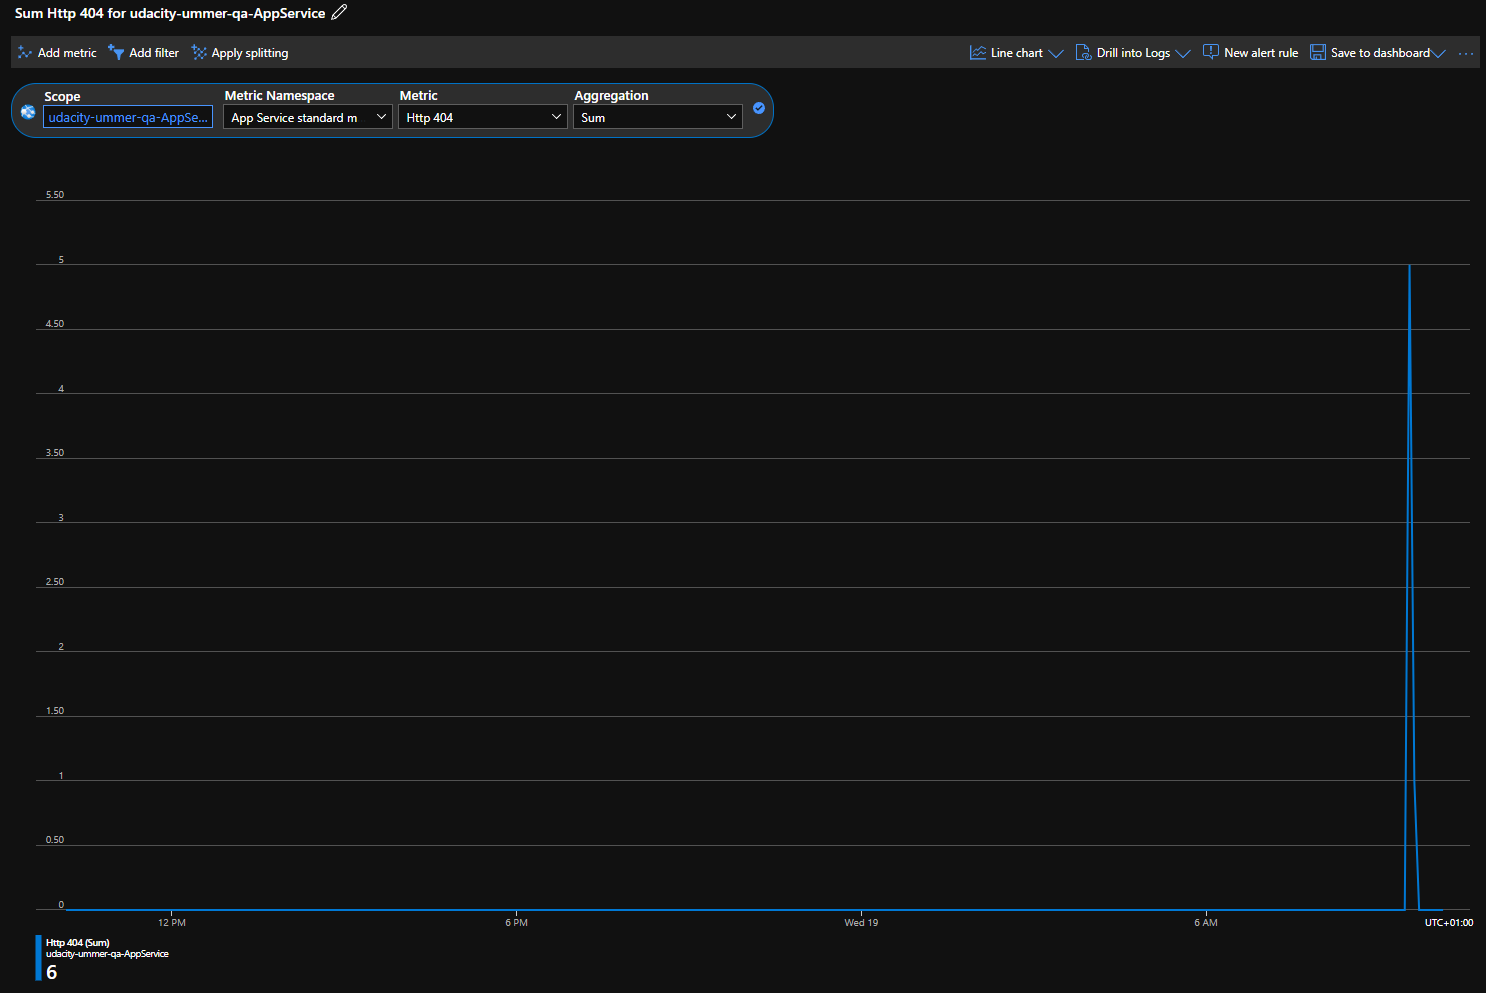 Sum Http 404 for udacity-ummer-qa-AppService
Add metric Add filter Apply splitting Line chart Drill into Logs New alert rule Save to dashboard ...
Scope Metric Namespace Metric Aggregation
udacity-ummer-qa-AppSe... App Service standard m Http 404 Sum
5.50
5
4.50
4
3.50
3
2.50
2
1.50
1
0.50
0
12 PM 6 PM Wed 19 6 AM UTC+01:00
Http 404 (Sum)
udacity-ummer-qa-AppService
6